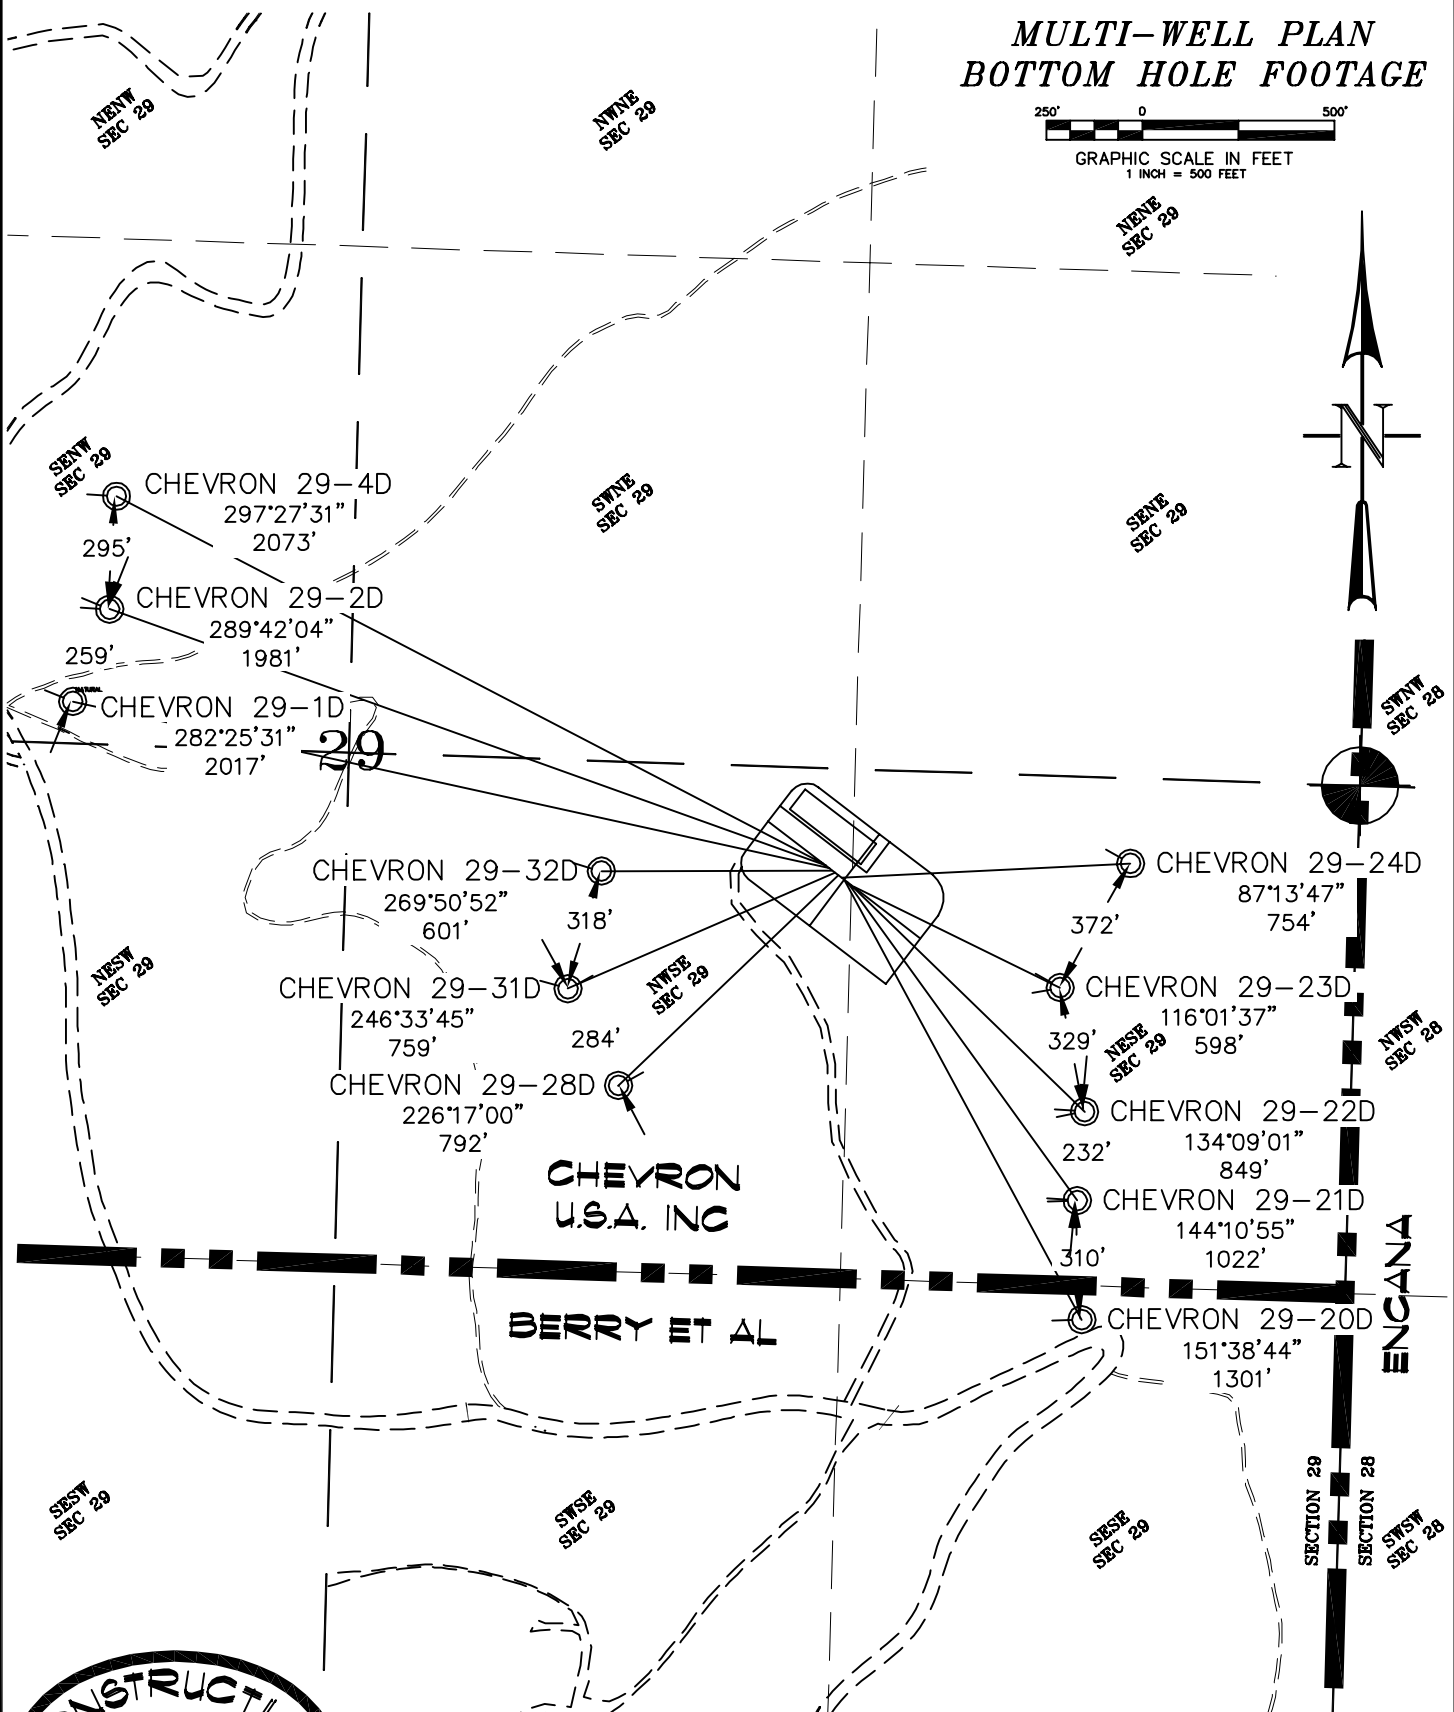 MULTI-WELL PLAN
BOTTOM HOLE FOOTAGE
250' 0 500'
GRAPHIC SCALE IN FEET
1 INCH = 500 FEET
NENW
SEC 29
NWNE
SEC 29
NENE
SEC 29
N
SENW
SEC 29
SWNE
SEC 29
SENE
SEC 29
CHEVRON 29-4D
297°27'31"
2073'
295'
CHEVRON 29-2D
289°42'04"
1981'
259'
NATURAL
CHEVRON 29-1D
282°25'31"
2017'
29
SWNW
SEC 28
CHEVRON 29-32D
269°50'52"
601'
318'
CHEVRON 29-24D
87°13'47"
754'
372'
NESW
SEC 29
NWSE
SEC 29
CHEVRON 29-31D
246°33'45"
759'
284'
CHEVRON 29-23D
116°01'37"
598'
329'
NESE
SEC 29
NWSW
SEC 28
CHEVRON 29-28D
226°17'00"
792'
CHEVRON 29-22D
134°09'01"
849'
232'
CHEVRON
U.S.A. INC
CHEVRON 29-21D
144°10'55"
1022'
310'
ENCANA
BERRY ET AL
CHEVRON 29-20D
151°38'44"
1301'
SESW
SEC 29
SWSE
SEC 29
SESE
SEC 29
SECTION 29
SECTION 28
SWSW
SEC 28